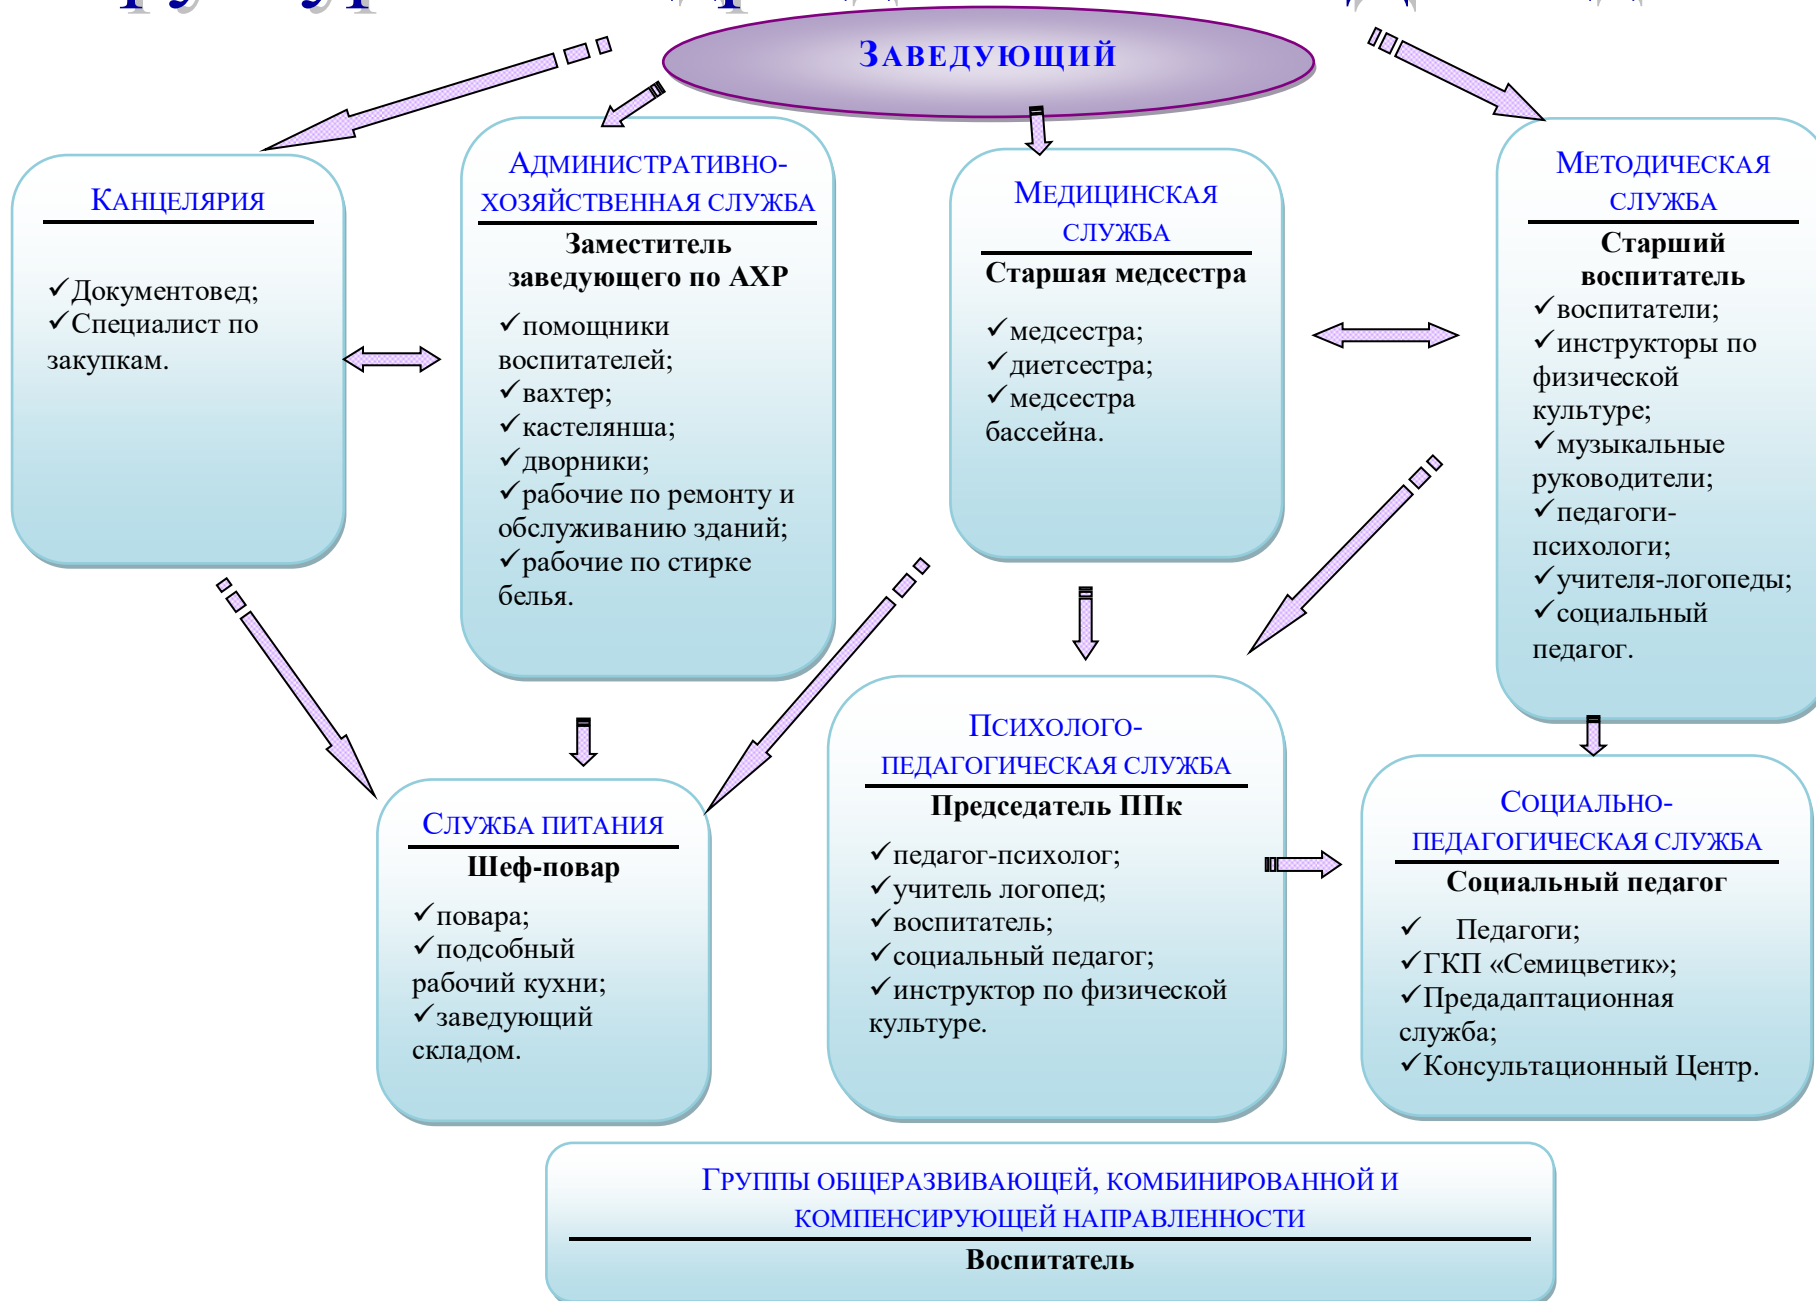 ЗАВЕДУЮЩИЙ
КАНЦЕЛЯРИЯ
✓Документовед;
✓Специалист по
закупкам.
АДМИНИСТРАТИВНО-
ХОЗЯЙСТВЕННАЯ СЛУЖБА
Заместитель
заведующего по АХР
✓помощники
воспитателей;
✓вахтер;
✓кастелянша;
✓дворники;
✓рабочие по ремонту и
обслуживанию зданий;
✓рабочие по стирке
белья.
МЕДИЦИНСКАЯ
СЛУЖБА
Старшая медсестра
✓медсестра;
✓диетсестра;
✓медсестра
бассейна.
МЕТОДИЧЕСКАЯ
СЛУЖБА
Старший
воспитатель
✓воспитатели;
✓инструкторы по
физической
культуре;
✓музыкальные
руководители;
✓педагоги-
психологи;
✓учителя-логопеды;
✓социальный
педагог.
СЛУЖБА ПИТАНИЯ
Шеф-повар
✓повара;
✓подсобный
рабочий кухни;
✓заведующий
складом.
ПСИХОЛОГО-
ПЕДАГОГИЧЕСКАЯ СЛУЖБА
Председатель ППк
✓педагог-психолог;
✓учитель логопед;
✓воспитатель;
✓социальный педагог;
✓инструктор по физической
культуре.
СОЦИАЛЬНО-
ПЕДАГОГИЧЕСКАЯ СЛУЖБА
Социальный педагог
✓ Педагоги;
✓ГКП «Семицветик»;
✓Предадаптационная
служба;
✓Консультационный Центр.
ГРУППЫ ОБЩЕРАЗВИВАЮЩЕЙ, КОМБИНИРОВАННОЙ И
КОМПЕНСИРУЮЩЕЙ НАПРАВЛЕННОСТИ
Воспитатель